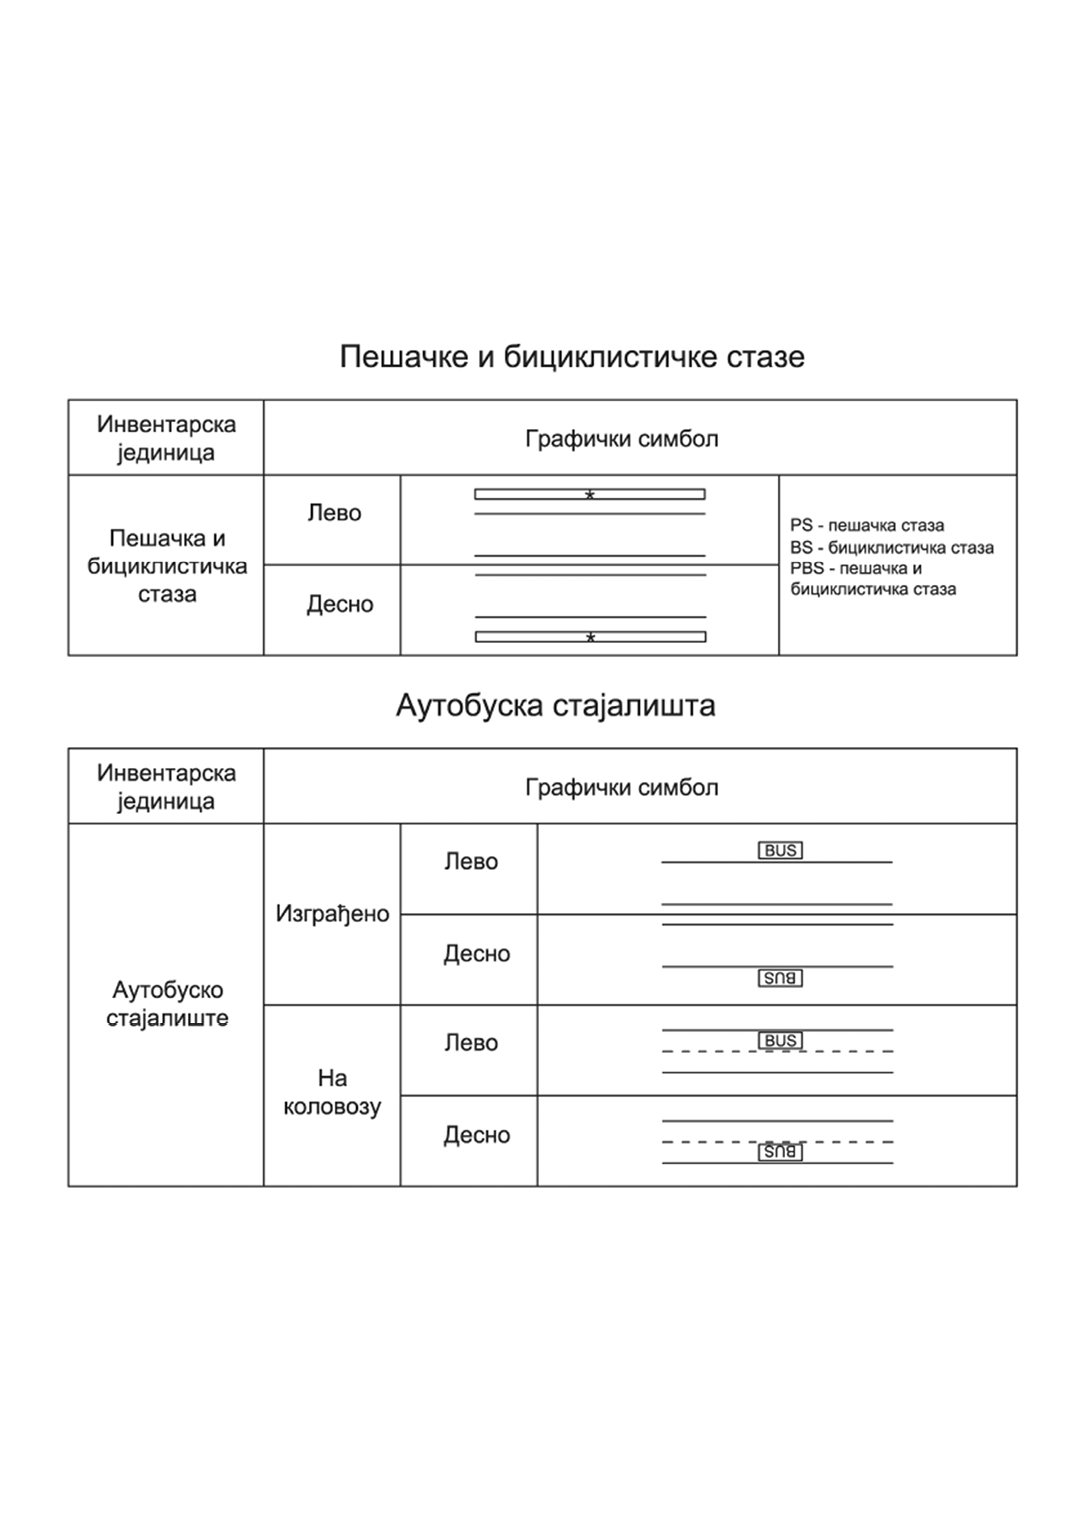 Пешачке и бициклистичке стазе
Инвентарска
јединица
Графички симбол
Пешачка и
бициклистичка
стаза
Лево
*
Десно
*
PS - пешачка стаза
BS - бициклистичка стаза
PBS - пешачка и
бициклистичка стаза
Аутобуска стајалишта
Инвентарска
јединица
Графички симбол
Аутобуско
стајалиште
Изграђено
Лево
BUS
Десно
BUS
На
коловозу
Лево
BUS
Десно
BUS